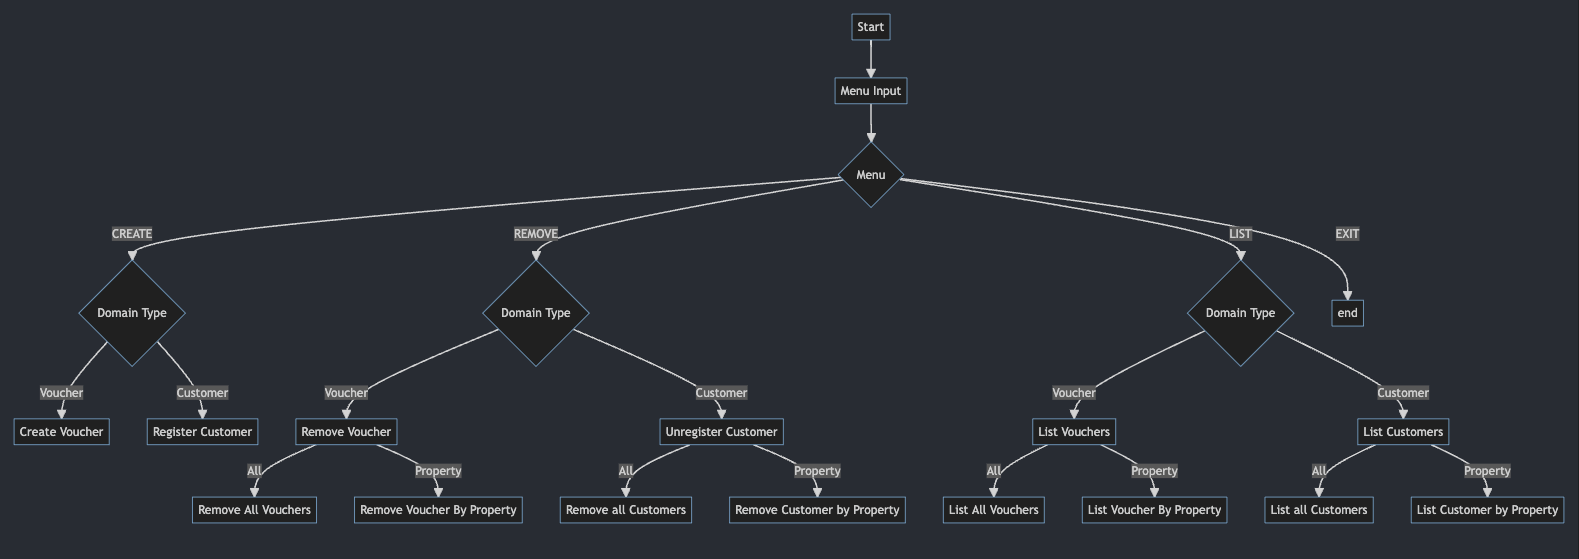 Start
Menu Input
Menu
CREATE
REMOVE
LIST
EXIT
Domain Type
Domain Type
Domain Type
end
Voucher
Customer
Voucher
Customer
Voucher
Customer
Create Voucher
Register Customer
Remove Voucher
Unregister Customer
List Vouchers
List Customers
All
Property
All
Property
All
Property
All
Property
Remove All Vouchers
Remove Voucher By Property
Remove all Customers
Remove Customer by Property
List All Vouchers
List Voucher By Property
List all Customers
List Customer by Property